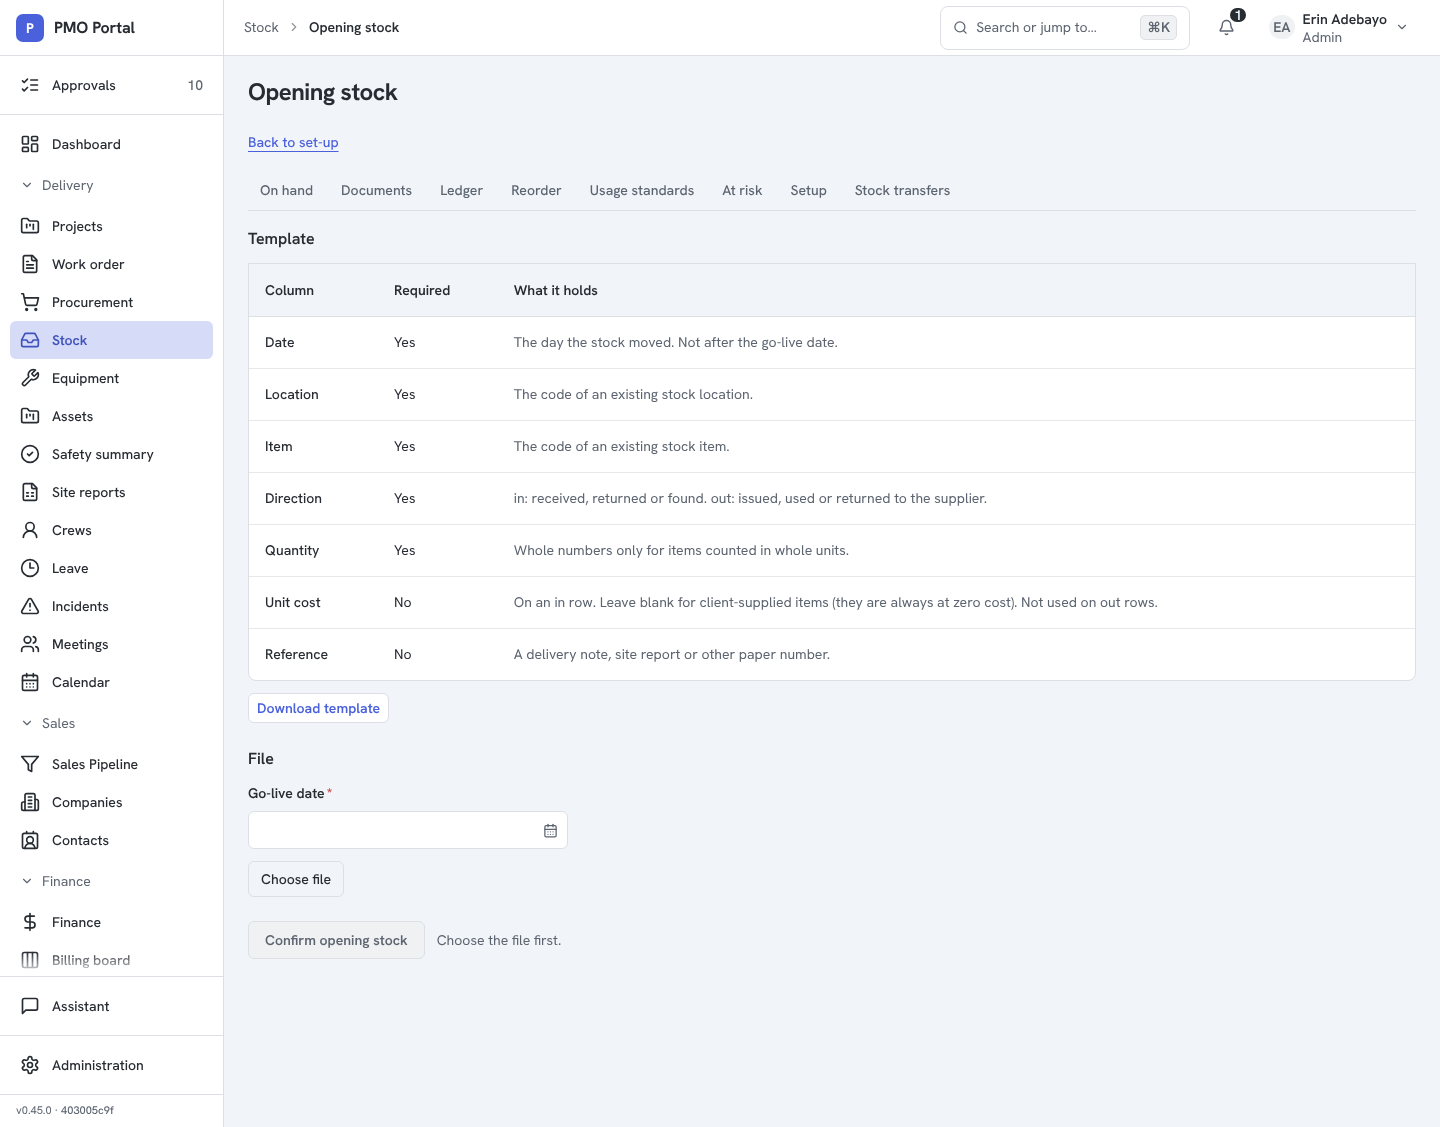 P PMO Portal
Stock > Opening stock
Search or jump to... ⌘K
1
EA Erin Adebayo
Admin
Approvals 10
Dashboard
Delivery
Projects
Work order
Procurement
Stock
Equipment
Assets
Safety summary
Site reports
Crews
Leave
Incidents
Meetings
Calendar
Sales
Sales Pipeline
Companies
Contacts
Finance
Finance
Billing board
Assistant
Administration
v0.45.0 · 403005c9f
Opening stock
Back to set-up
On hand Documents Ledger Reorder Usage standards At risk Setup Stock transfers
Template
Column Required What it holds
Date Yes The day the stock moved. Not after the go-live date.
Location Yes The code of an existing stock location.
Item Yes The code of an existing stock item.
Direction Yes in: received, returned or found. out: issued, used or returned to the supplier.
Quantity Yes Whole numbers only for items counted in whole units.
Unit cost No On an in row. Leave blank for client-supplied items (they are always at zero cost). Not used on out rows.
Reference No A delivery note, site report or other paper number.
Download template
File
Go-live date *
Choose file
Confirm opening stock Choose the file first.